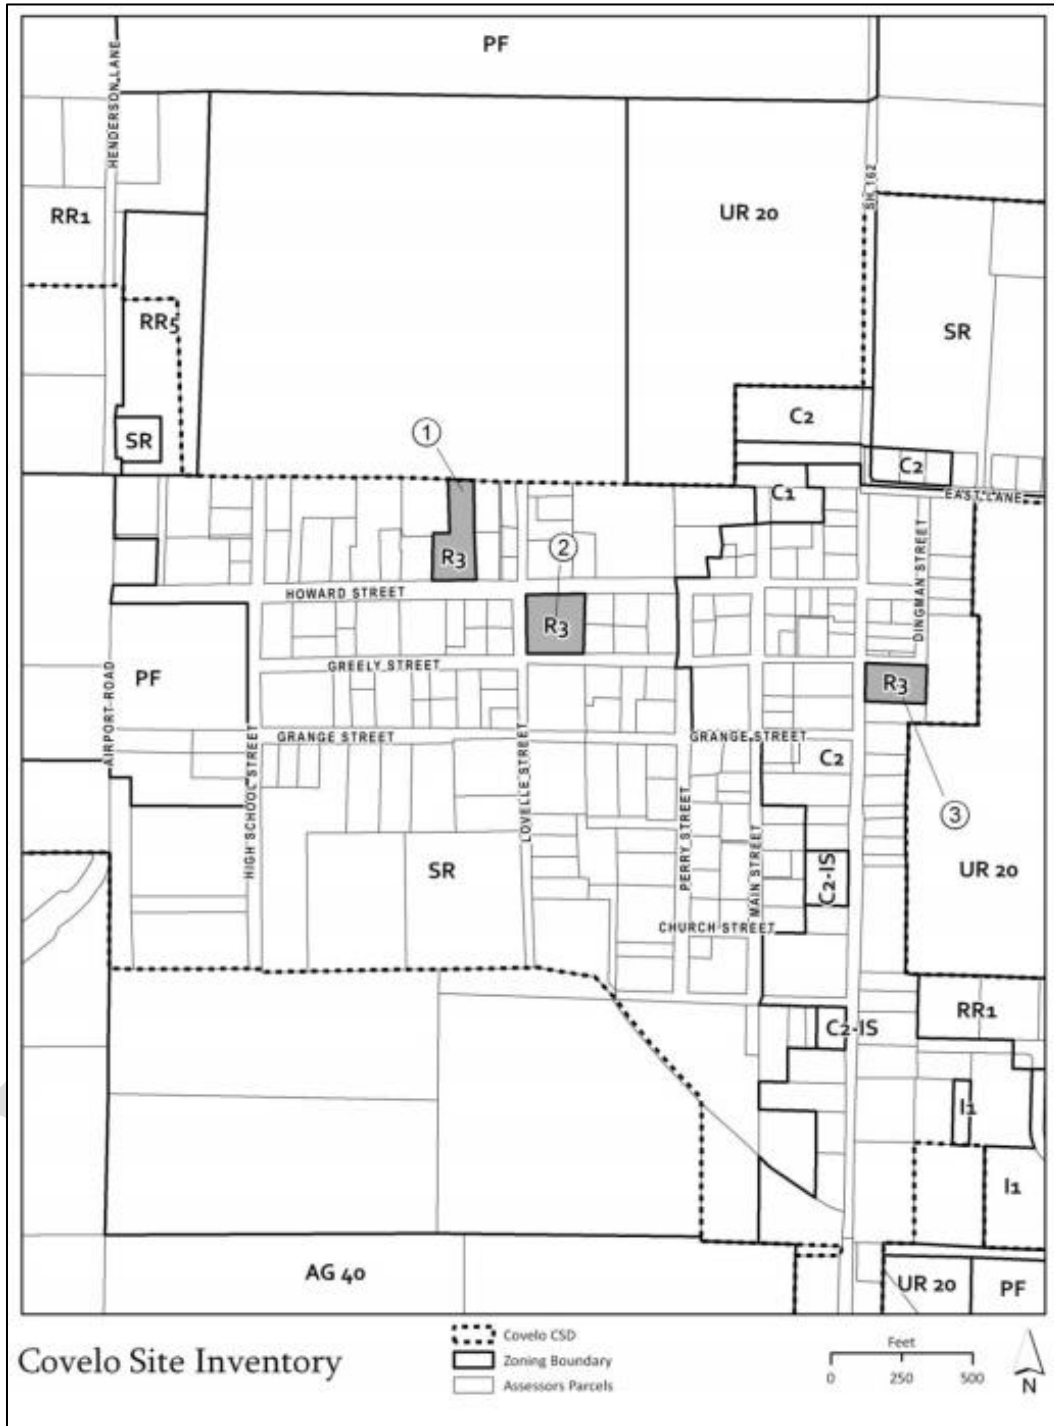 PF
HENDERSON LANE
SH 162
RR1
UR 20
RR5
SR
C2
SR
1
C2
C1
EAST LANE
R3
2
DINGMAN STREET
HOWARD STREET
R3
GREELY STREET
AIRPORT ROAD
PF
R3
GRANGE STREET
GRANGE STREET
HIGH SCHOOL STREET
LOVELLE STREET
C2
PERRY STREET
MAIN STREET
3
SR
C2-IS
UR 20
CHURCH STREET
RR1
C2-IS
I1
I1
AG 40
UR 20
PF
Covelo Site Inventory
Covelo CSD
Zoning Boundary
Assessors Parcels
Feet
0 250 500
N